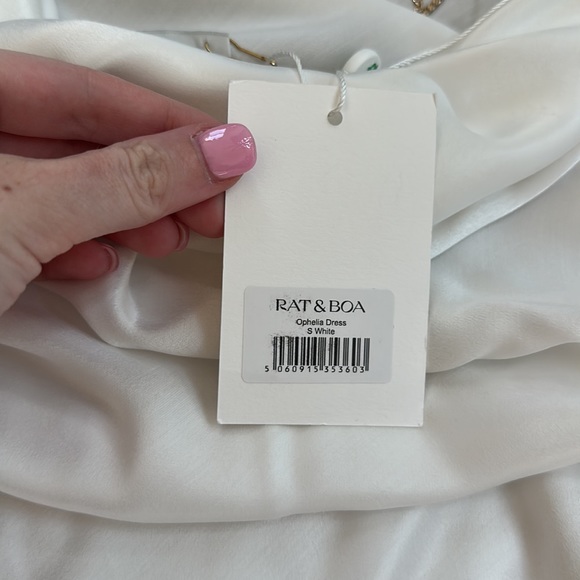 RAT & BOA
Ophelia Dress
S White
5 060915 353603